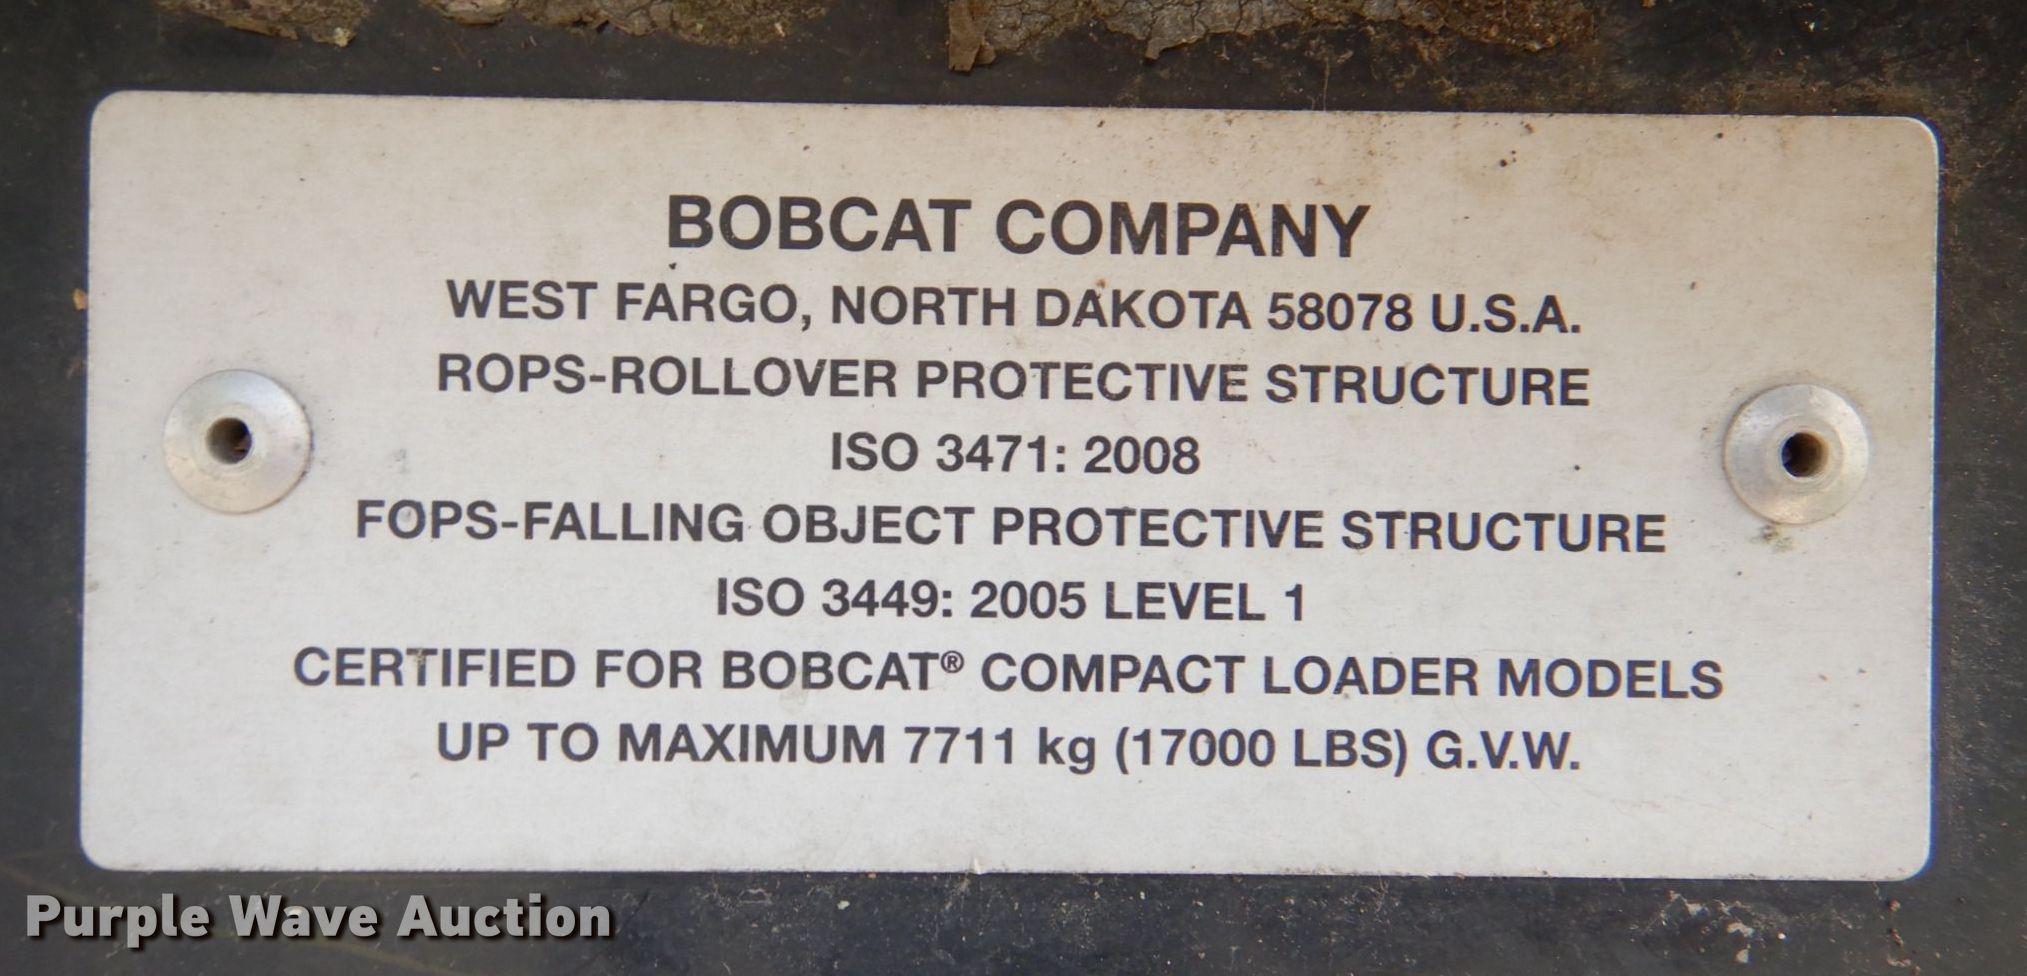 BOBCAT COMPANY
WEST FARGO, NORTH DAKOTA 58078 U.S.A.
ROPS-ROLLOVER PROTECTIVE STRUCTURE
ISO 3471: 2008
FOPS-FALLING OBJECT PROTECTIVE STRUCTURE
ISO 3449: 2005 LEVEL 1
CERTIFIED FOR BOBCAT® COMPACT LOADER MODELS
UP TO MAXIMUM 7711 kg (17000 LBS) G.V.W.
Purple Wave Auction